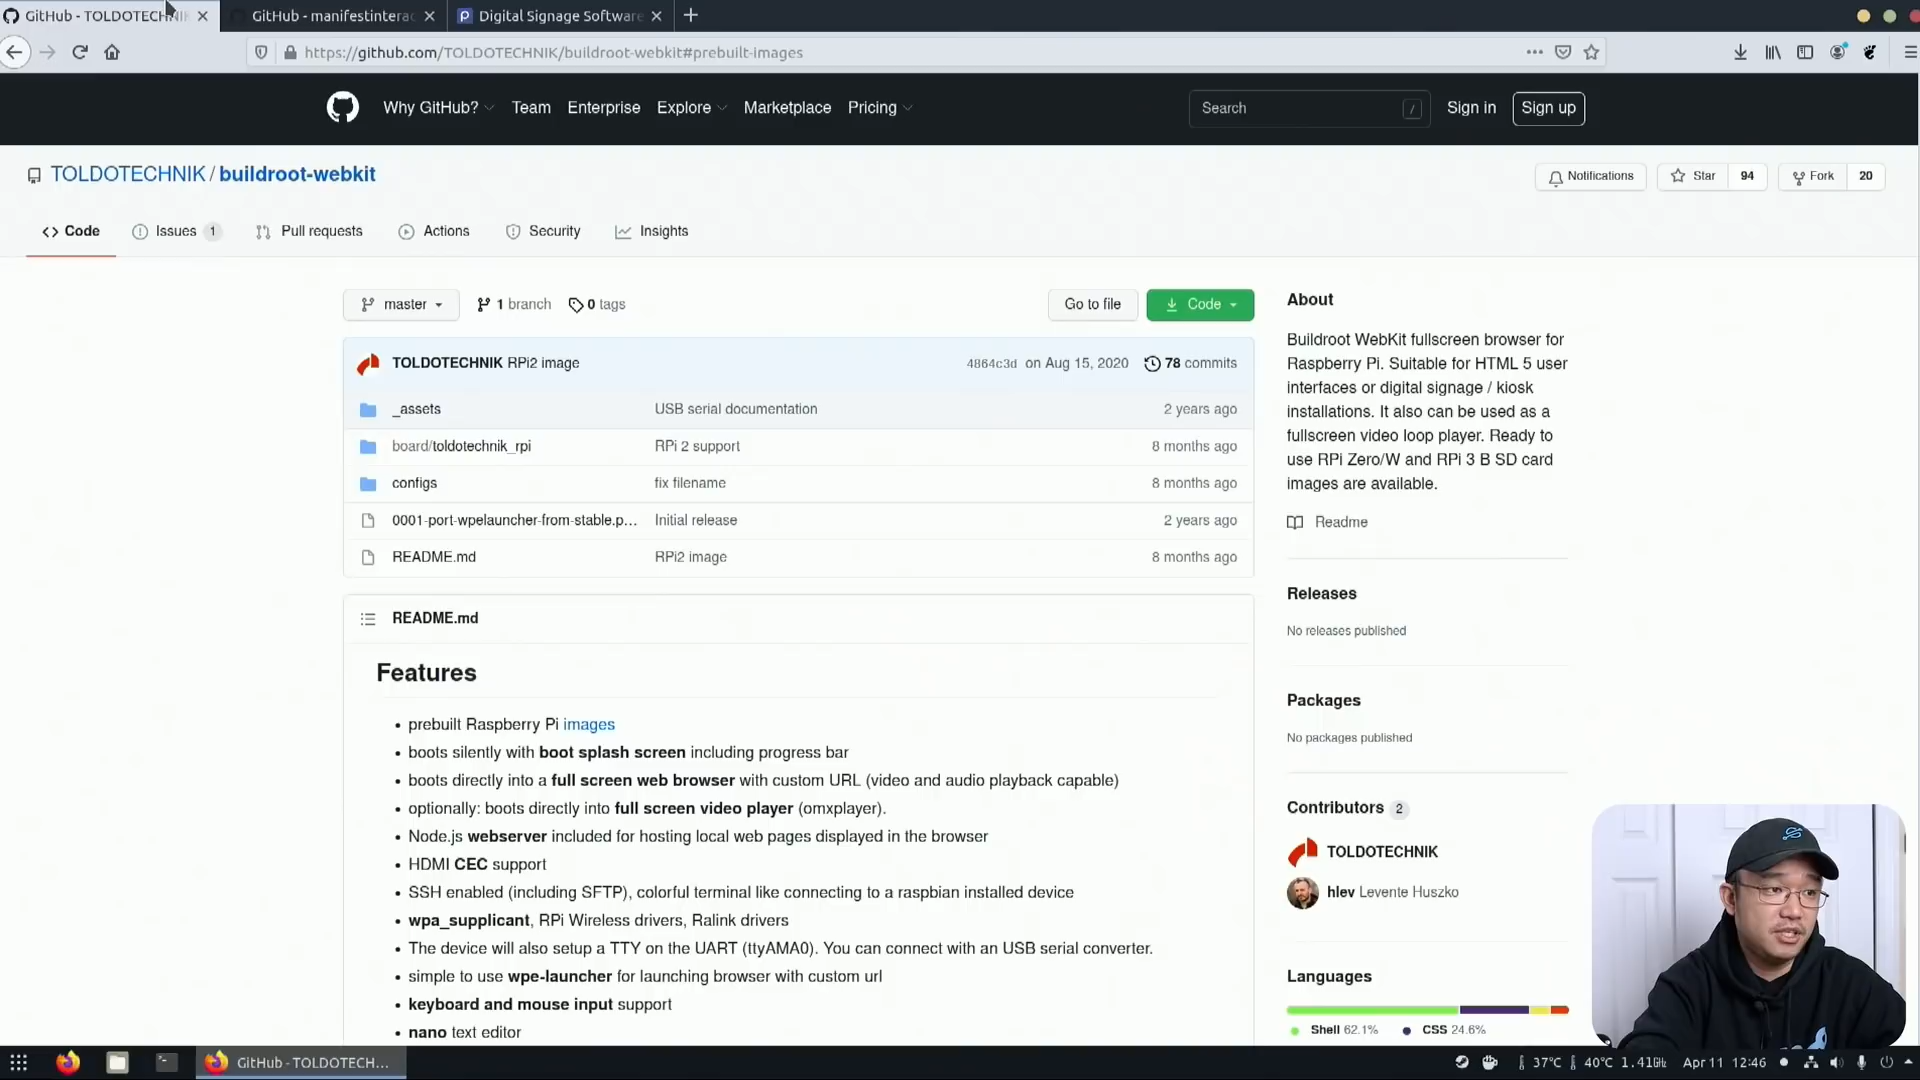 GitHub - TOLDOTECHNIK
GitHub - manifestinterac
Digital Signage Software
https://github.com/TOLDOTECHNIK/buildroot-webkit#prebuilt-images
Why GitHub?
Team
Enterprise
Explore
Marketplace
Pricing
Search
/
Sign in
Sign up
TOLDOTECHNIK / buildroot-webkit
Notifications
Star 94
Fork 20
Code
Issues 1
Pull requests
Actions
Security
Insights
master
1 branch
0 tags
Go to file
Code
TOLDOTECHNIK RPi2 image 4864c3d on Aug 15, 2020 78 commits
_assets USB serial documentation 2 years ago
board/toldotechnik_rpi RPi 2 support 8 months ago
configs fix filename 8 months ago
0001-port-wpelauncher-from-stable.p... Initial release 2 years ago
README.md RPi2 image 8 months ago
README.md
Features
• prebuilt Raspberry Pi images
• boots silently with boot splash screen including progress bar
• boots directly into a full screen web browser with custom URL (video and audio playback capable)
• optionally: boots directly into full screen video player (omxplayer).
• Node.js webserver included for hosting local web pages displayed in the browser
• HDMI CEC support
• SSH enabled (including SFTP), colorful terminal like connecting to a raspbian installed device
• wpa_supplicant, RPi Wireless drivers, Ralink drivers
• The device will also setup a TTY on the UART (ttyAMA0). You can connect with an USB serial converter.
• simple to use wpe-launcher for launching browser with custom url
• keyboard and mouse input support
• nano text editor
About
Buildroot WebKit fullscreen browser for
Raspberry Pi. Suitable for HTML 5 user
interfaces or digital signage / kiosk
installations. It also can be used as a
fullscreen video loop player. Ready to
use RPi Zero/W and RPi 3 B SD card
images are available.
Readme
Releases
No releases published
Packages
No packages published
Contributors 2
TOLDOTECHNIK
hlev Levente Huszko
Languages
Shell 62.1%
CSS 24.6%
GitHub - TOLDOTECH...
37°C
40°C 1.41GHz
Apr 11 12:46